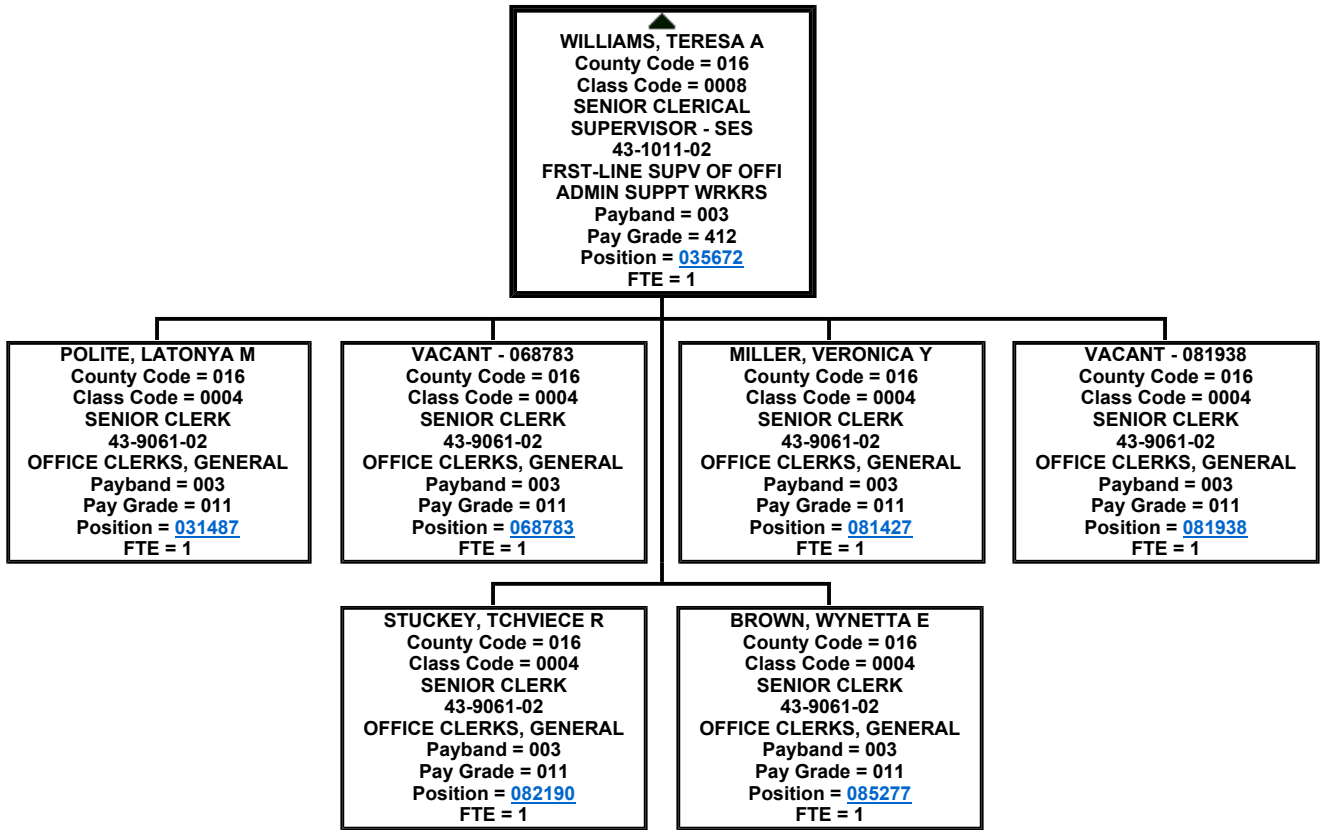 WILLIAMS, TERESA A
County Code = 016
Class Code = 0008
SENIOR CLERICAL
SUPERVISOR - SES
43-1011-02
FRST-LINE SUPV OF OFFI
ADMIN SUPPT WRKRS
Payband = 003
Pay Grade = 412
Position = 035672
FTE = 1
POLITE, LATONYA M
County Code = 016
Class Code = 0004
SENIOR CLERK
43-9061-02
OFFICE CLERKS, GENERAL
Payband = 003
Pay Grade = 011
Position = 031487
FTE = 1
VACANT - 068783
County Code = 016
Class Code = 0004
SENIOR CLERK
43-9061-02
OFFICE CLERKS, GENERAL
Payband = 003
Pay Grade = 011
Position = 068783
FTE = 1
MILLER, VERONICA Y
County Code = 016
Class Code = 0004
SENIOR CLERK
43-9061-02
OFFICE CLERKS, GENERAL
Payband = 003
Pay Grade = 011
Position = 081427
FTE = 1
VACANT - 081938
County Code = 016
Class Code = 0004
SENIOR CLERK
43-9061-02
OFFICE CLERKS, GENERAL
Payband = 003
Pay Grade = 011
Position = 081938
FTE = 1
STUCKEY, TCHVIECE R
County Code = 016
Class Code = 0004
SENIOR CLERK
43-9061-02
OFFICE CLERKS, GENERAL
Payband = 003
Pay Grade = 011
Position = 082190
FTE = 1
BROWN, WYNETTA E
County Code = 016
Class Code = 0004
SENIOR CLERK
43-9061-02
OFFICE CLERKS, GENERAL
Payband = 003
Pay Grade = 011
Position = 085277
FTE = 1